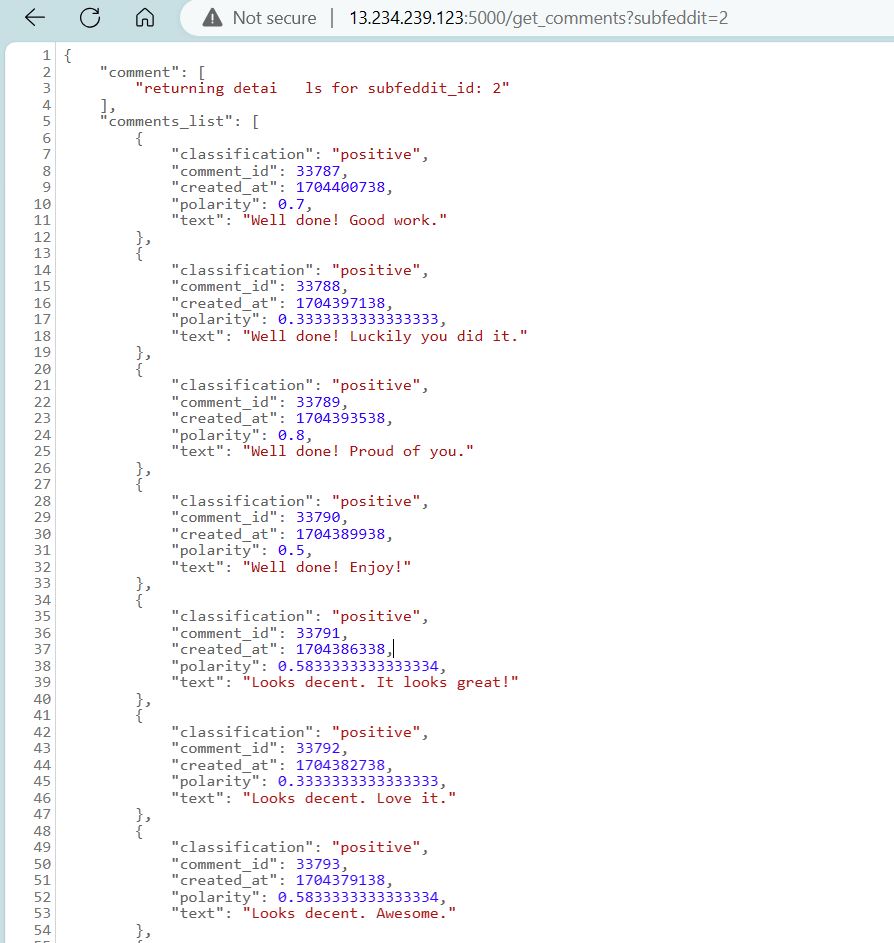 Not secure | 13.234.239.123:5000/get_comments?subfeddit=2
1 {
2 "comment": [
3 "returning detai   ls for subfeddit_id: 2"
4 ],
5 "comments_list": [
6 {
7 "classification": "positive",
8 "comment_id": 33787,
9 "created_at": 1704400738,
10 "polarity": 0.7,
11 "text": "Well done! Good work."
12 },
13 {
14 "classification": "positive",
15 "comment_id": 33788,
16 "created_at": 1704397138,
17 "polarity": 0.3333333333333333,
18 "text": "Well done! Luckily you did it."
19 },
20 {
21 "classification": "positive",
22 "comment_id": 33789,
23 "created_at": 1704393538,
24 "polarity": 0.8,
25 "text": "Well done! Proud of you."
26 },
27 {
28 "classification": "positive",
29 "comment_id": 33790,
30 "created_at": 1704389938,
31 "polarity": 0.5,
32 "text": "Well done! Enjoy!"
33 },
34 {
35 "classification": "positive",
36 "comment_id": 33791,
37 "created_at": 1704386338,
38 "polarity": 0.5833333333333334,
39 "text": "Looks decent. It looks great!"
40 },
41 {
42 "classification": "positive",
43 "comment_id": 33792,
44 "created_at": 1704382738,
45 "polarity": 0.3333333333333333,
46 "text": "Looks decent. Love it."
47 },
48 {
49 "classification": "positive",
50 "comment_id": 33793,
51 "created_at": 1704379138,
52 "polarity": 0.5833333333333334,
53 "text": "Looks decent. Awesome."
54 },